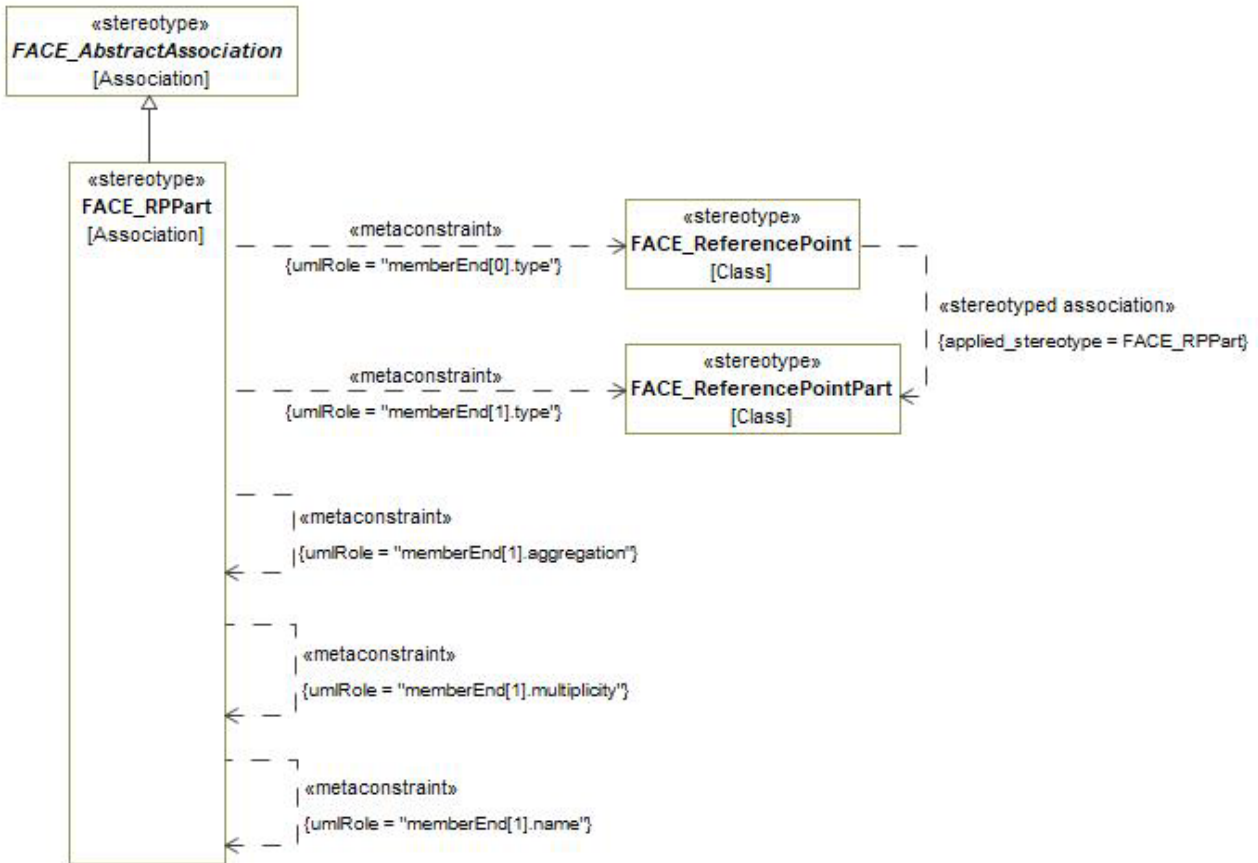 «stereotype»
FACE_AbstractAssociation
[Association]
«stereotype»
FACE_RPPart
[Association]
«metaconstraint»
{umlRole = "memberEnd[0].type"}
«stereotype»
FACE_ReferencePoint
[Class]
«stereotyped association»
{applied_stereotype = FACE_RPPart}
«metaconstraint»
{umlRole = "memberEnd[1].type"}
«stereotype»
FACE_ReferencePointPart
[Class]
«metaconstraint»
{umlRole = "memberEnd[1].aggregation"}
«metaconstraint»
{umlRole = "memberEnd[1].multiplicity"}
«metaconstraint»
{umlRole = "memberEnd[1].name"}